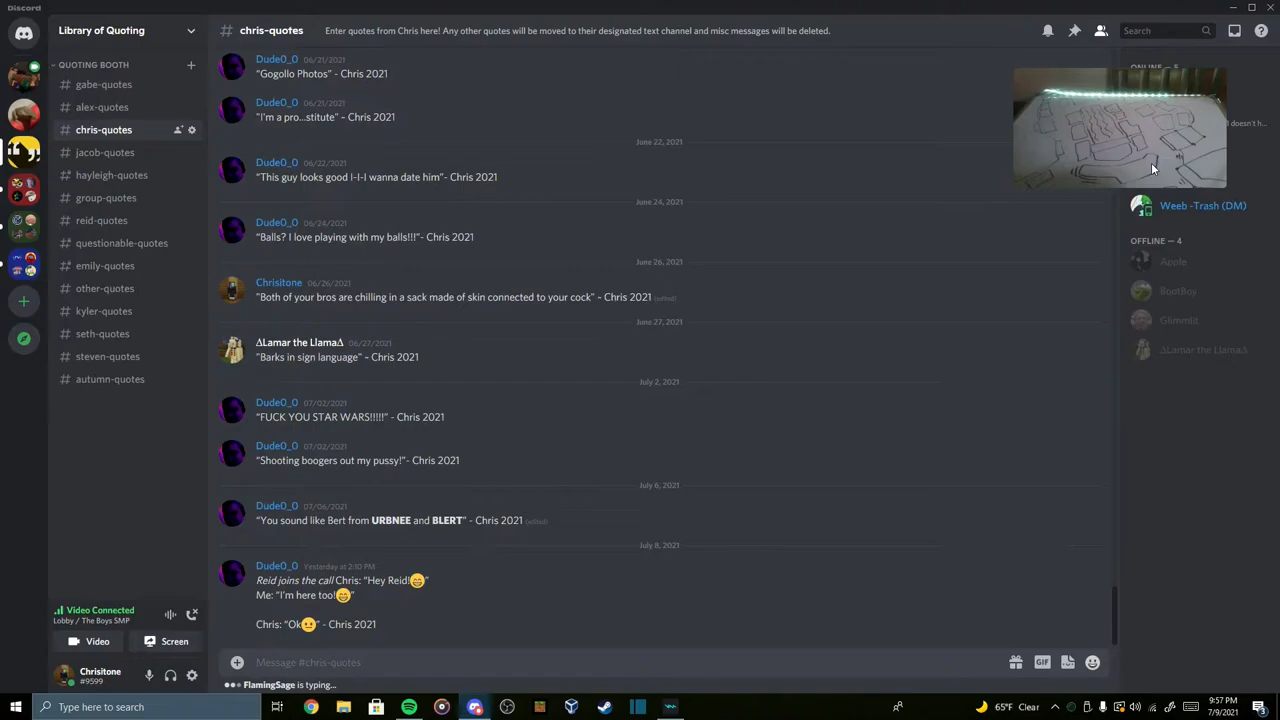 Discord
Library of Quoting
chris-quotes
Enter quotes from Chris here! Any other quotes will be moved to their designated text channel and misc messages will be deleted.
Search
QUOTING BOOTH
# gabe-quotes
# alex-quotes
# chris-quotes
# jacob-quotes
# hayleigh-quotes
# group-quotes
# reid-quotes
# questionable-quotes
# emily-quotes
# other-quotes
# kyler-quotes
# seth-quotes
# steven-quotes
# autumn-quotes
Video Connected
Lobby / The Boys SMP
Video
Screen
Chrisitone
#9599
Dude0_0 06/21/2021
“Gogollo Photos” - Chris 2021
Dude0_0 06/21/2021
“I'm a pro...stitute” - Chris 2021
June 22, 2021
Dude0_0 06/22/2021
“This guy looks good I-I-I wanna date him”- Chris 2021
June 24, 2021
Dude0_0 06/24/2021
“Balls? I love playing with my balls!!!”- Chris 2021
June 26, 2021
Chrisitone 06/26/2021
"Both of your bros are chilling in a sack made of skin connected to your cock" - Chris 2021 (edited)
June 27, 2021
ΔLamar the LlamaΔ 06/27/2021
“Barks in sign language” - Chris 2021
July 2, 2021
Dude0_0 07/02/2021
“FUCK YOU STAR WARS!!!!!” - Chris 2021
Dude0_0 07/02/2021
“Shooting boogers out my pussy!”- Chris 2021
July 6, 2021
Dude0_0 07/06/2021
“You sound like Bert from URBNEE and BLERT” - Chris 2021 (edited)
July 8, 2021
Dude0_0 Yesterday at 2:10 PM
Reid joins the call Chris: “Hey Reid!😄”
Me: “I'm here too!😄”
Chris: “Ok😐” - Chris 2021
Message #chris-quotes
GIF
FlamingSage is typing...
ONLINE — 5
I doesn't h...
Weeb -Trash (DM)
OFFLINE — 4
Apple
BootBoy
Glimmlit
ΔLamar the LlamaΔ
Type here to search
65°F Clear
9:57 PM
7/9/2021